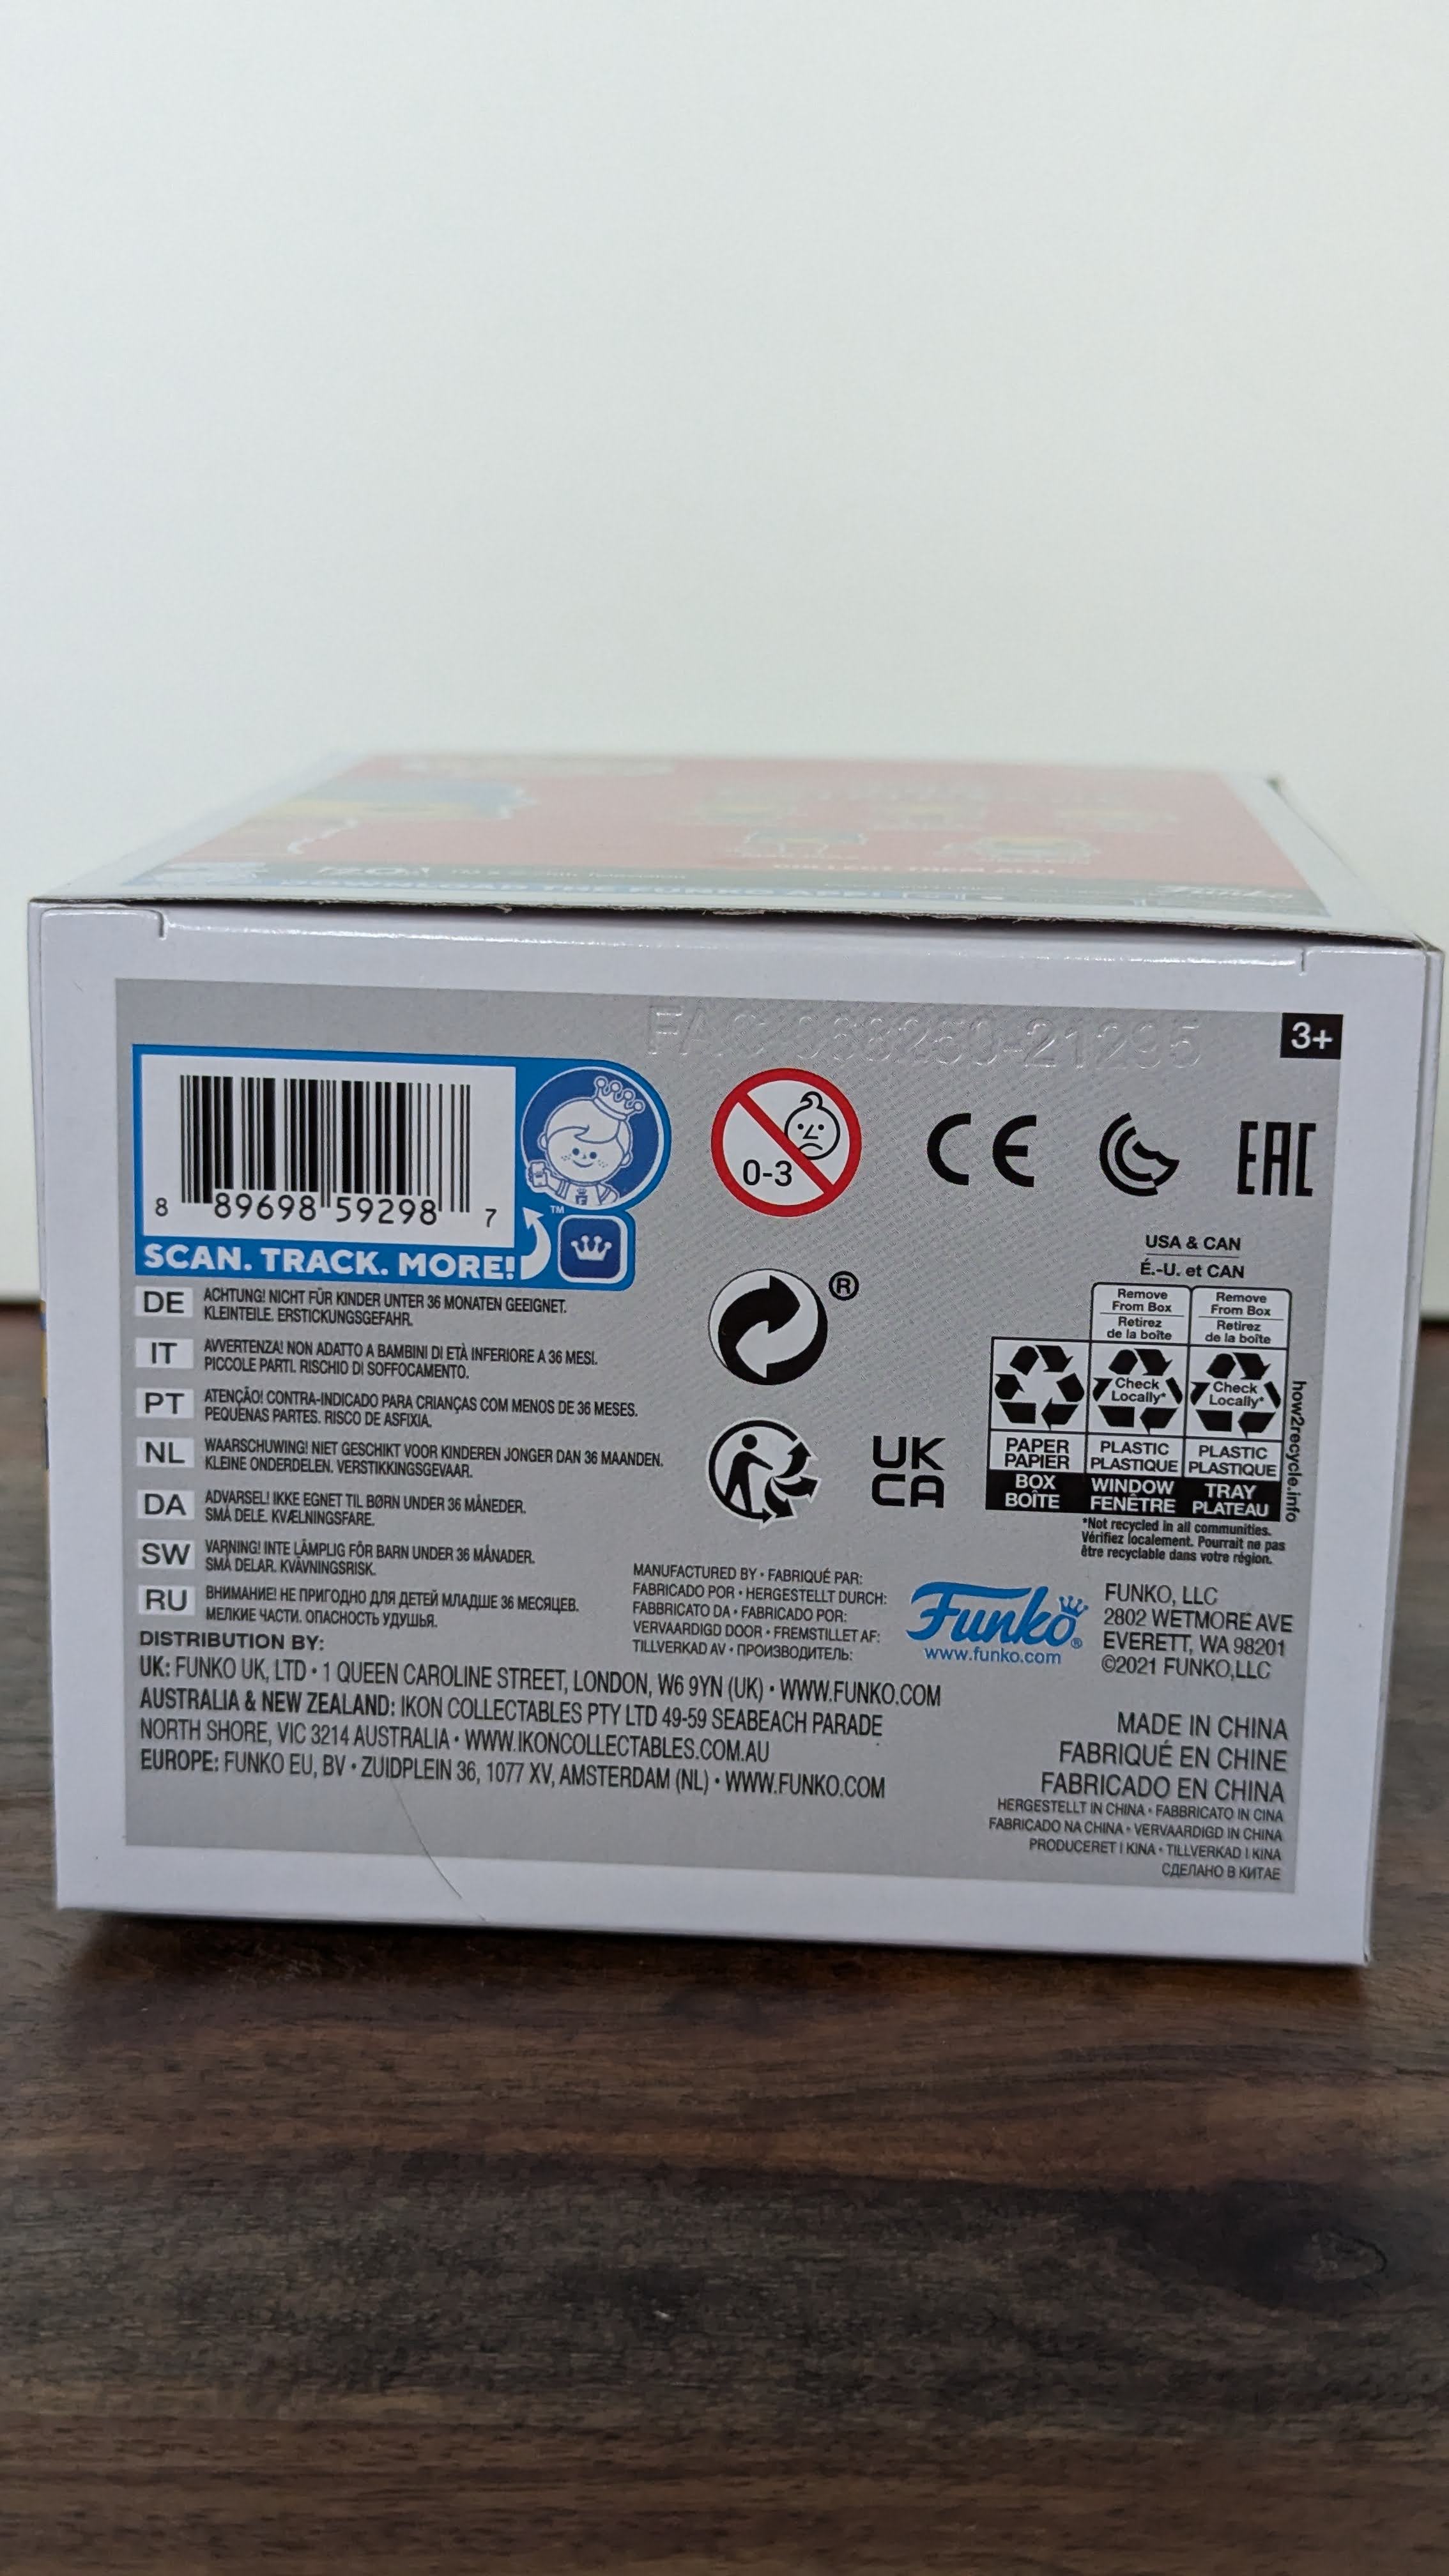 DOWNLOAD THE FUNKO APP!
FAC-068250-21295
3+
8 89698 59298 7
SCAN. TRACK. MORE!
™
0-3
CE
EAC
®
UK
CA
DE
ACHTUNG! NICHT FÜR KINDER UNTER 36 MONATEN GEEIGNET.
KLEINTEILE. ERSTICKUNGSGEFAHR.
IT
AVVERTENZA! NON ADATTO A BAMBINI DI ETÀ INFERIORE A 36 MESI.
PICCOLE PARTI. RISCHIO DI SOFFOCAMENTO.
PT
ATENÇÃO! CONTRA-INDICADO PARA CRIANÇAS COM MENOS DE 36 MESES.
PEQUENAS PARTES. RISCO DE ASFIXIA.
NL
WAARSCHUWING! NIET GESCHIKT VOOR KINDEREN JONGER DAN 36 MAANDEN.
KLEINE ONDERDELEN. VERSTIKKINGSGEVAAR.
DA
ADVARSEL! IKKE EGNET TIL BØRN UNDER 36 MÅNEDER.
SMÅ DELE. KVÆLNINGSFARE.
SW
VARNING! INTE LÄMPLIG FÖR BARN UNDER 36 MÅNADER.
SMÅ DELAR. KVÄVNINGSRISK.
RU
ВНИМАНИЕ! НЕ ПРИГОДНО ДЛЯ ДЕТЕЙ МЛАДШЕ 36 МЕСЯЦЕВ.
МЕЛКИЕ ЧАСТИ. ОПАСНОСТЬ УДУШЬЯ.
USA & CAN
É.-U. et CAN
Remove
From Box
Retirez
de la boîte
Remove
From Box
Retirez
de la boîte
Check
Locally*
Check
Locally*
PAPER
PAPIER
BOX
BOÎTE
PLASTIC
PLASTIQUE
WINDOW
FENÊTRE
PLASTIC
PLASTIQUE
TRAY
PLATEAU
how2recycle.info
*Not recycled in all communities.
Vérifiez localement. Pourrait ne pas
être recyclable dans votre région.
MANUFACTURED BY • FABRIQUÉ PAR:
FABRICADO POR • HERGESTELLT DURCH:
FABBRICATO DA • FABRICADO POR:
VERVAARDIGD DOOR • FREMSTILLET AF:
TILLVERKAD AV • ПРОИЗВОДИТЕЛЬ:
Funko®
www.funko.com
FUNKO, LLC
2802 WETMORE AVE
EVERETT, WA 98201
©2021 FUNKO,LLC
DISTRIBUTION BY:
UK: FUNKO UK, LTD • 1 QUEEN CAROLINE STREET, LONDON, W6 9YN (UK) • WWW.FUNKO.COM
AUSTRALIA & NEW ZEALAND: IKON COLLECTABLES PTY LTD 49-59 SEABEACH PARADE
NORTH SHORE, VIC 3214 AUSTRALIA • WWW.IKONCOLLECTABLES.COM.AU
EUROPE: FUNKO EU, BV • ZUIDPLEIN 36, 1077 XV, AMSTERDAM (NL) • WWW.FUNKO.COM
MADE IN CHINA
FABRIQUÉ EN CHINE
FABRICADO EN CHINA
HERGESTELLT IN CHINA • FABBRICATO IN CINA
FABRICADO NA CHINA • VERVAARDIGD IN CHINA
PRODUCERET I KINA • TILLVERKAD I KINA
СДЕЛАНО В КИТАЕ